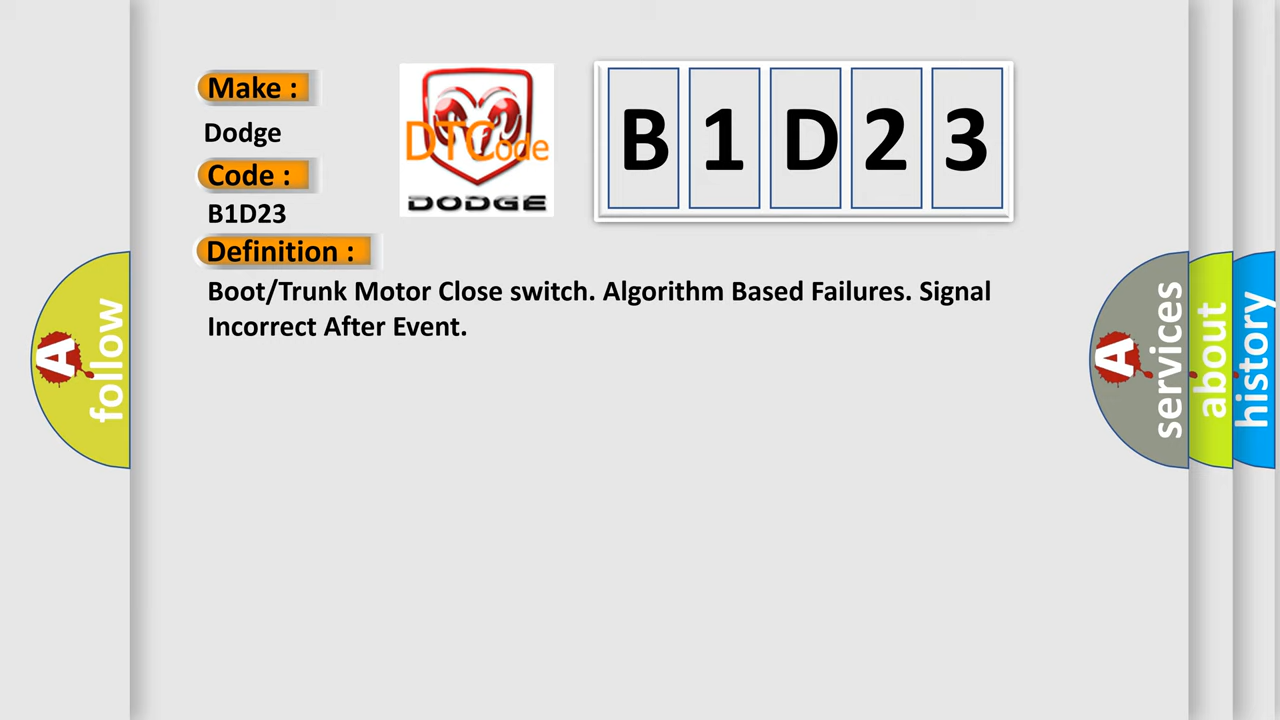 Make :
Dodge
Code :
B1D23
Definition :
Boot/Trunk Motor Close switch. Algorithm Based Failures. Signal
Incorrect After Event.
DTCode
DODGE
B 1 D 2 3
A follow
A services
about
history